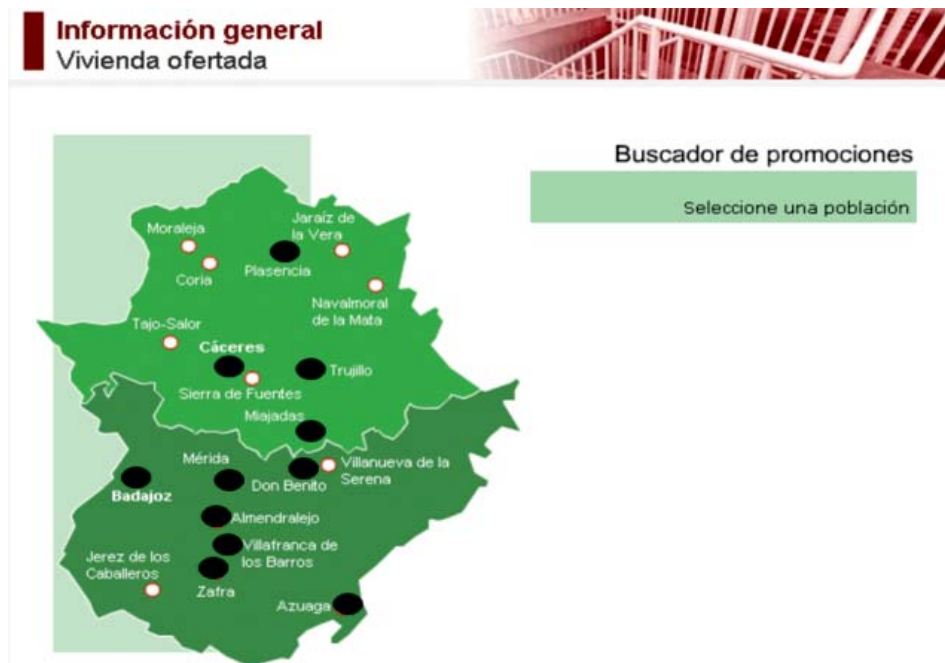 Información general
Vivienda ofertada
Buscador de promociones
Seleccione una población
Moraleja
Jaraíz de
la Vera
Coria
Plasencia
Navalmoral
de la Mata
Tajo-Salor
Cáceres
Trujillo
Sierra de Fuentes
Miajadas
Mérida
Villanueva de la
Serena
Don Benito
Badajoz
Almendralejo
Villafranca de
los Barros
Jerez de los
Caballeros
Zafra
Azuaga